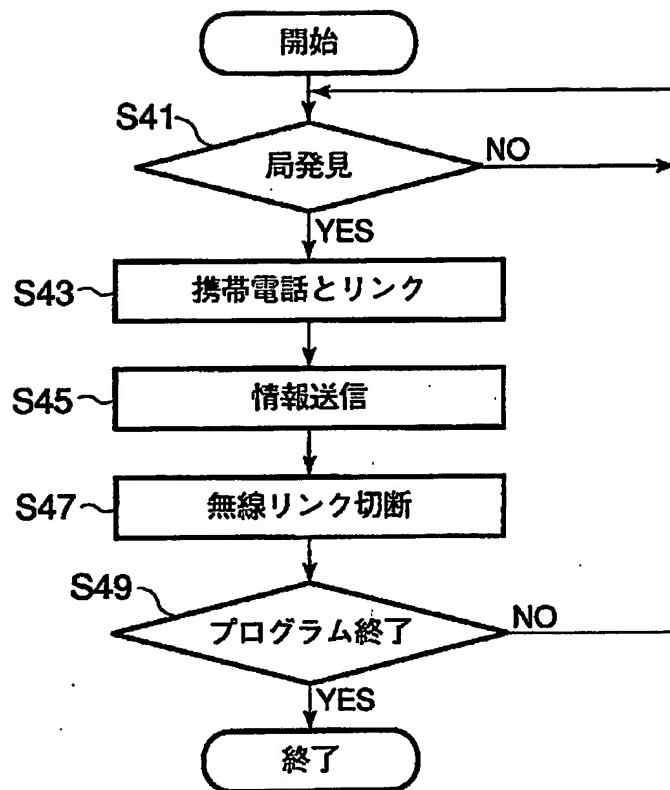 開始
S41
局発見
NO
YES
S43
携帯電話とリンク
S45
情報送信
S47
無線リンク切断
S49
プログラム終了
NO
YES
終了